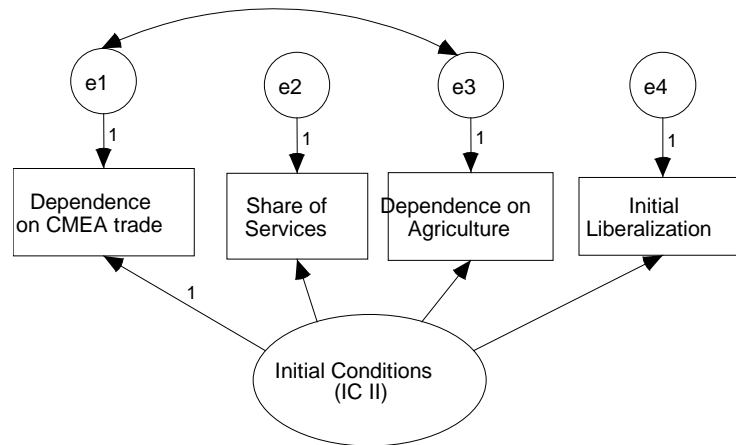 e1
e2
e3
e4
1
1
1
1
Dependence
on CMEA trade
Share of
Services
Dependence on
Agriculture
Initial
Liberalization
1
Initial Conditions
(IC II)